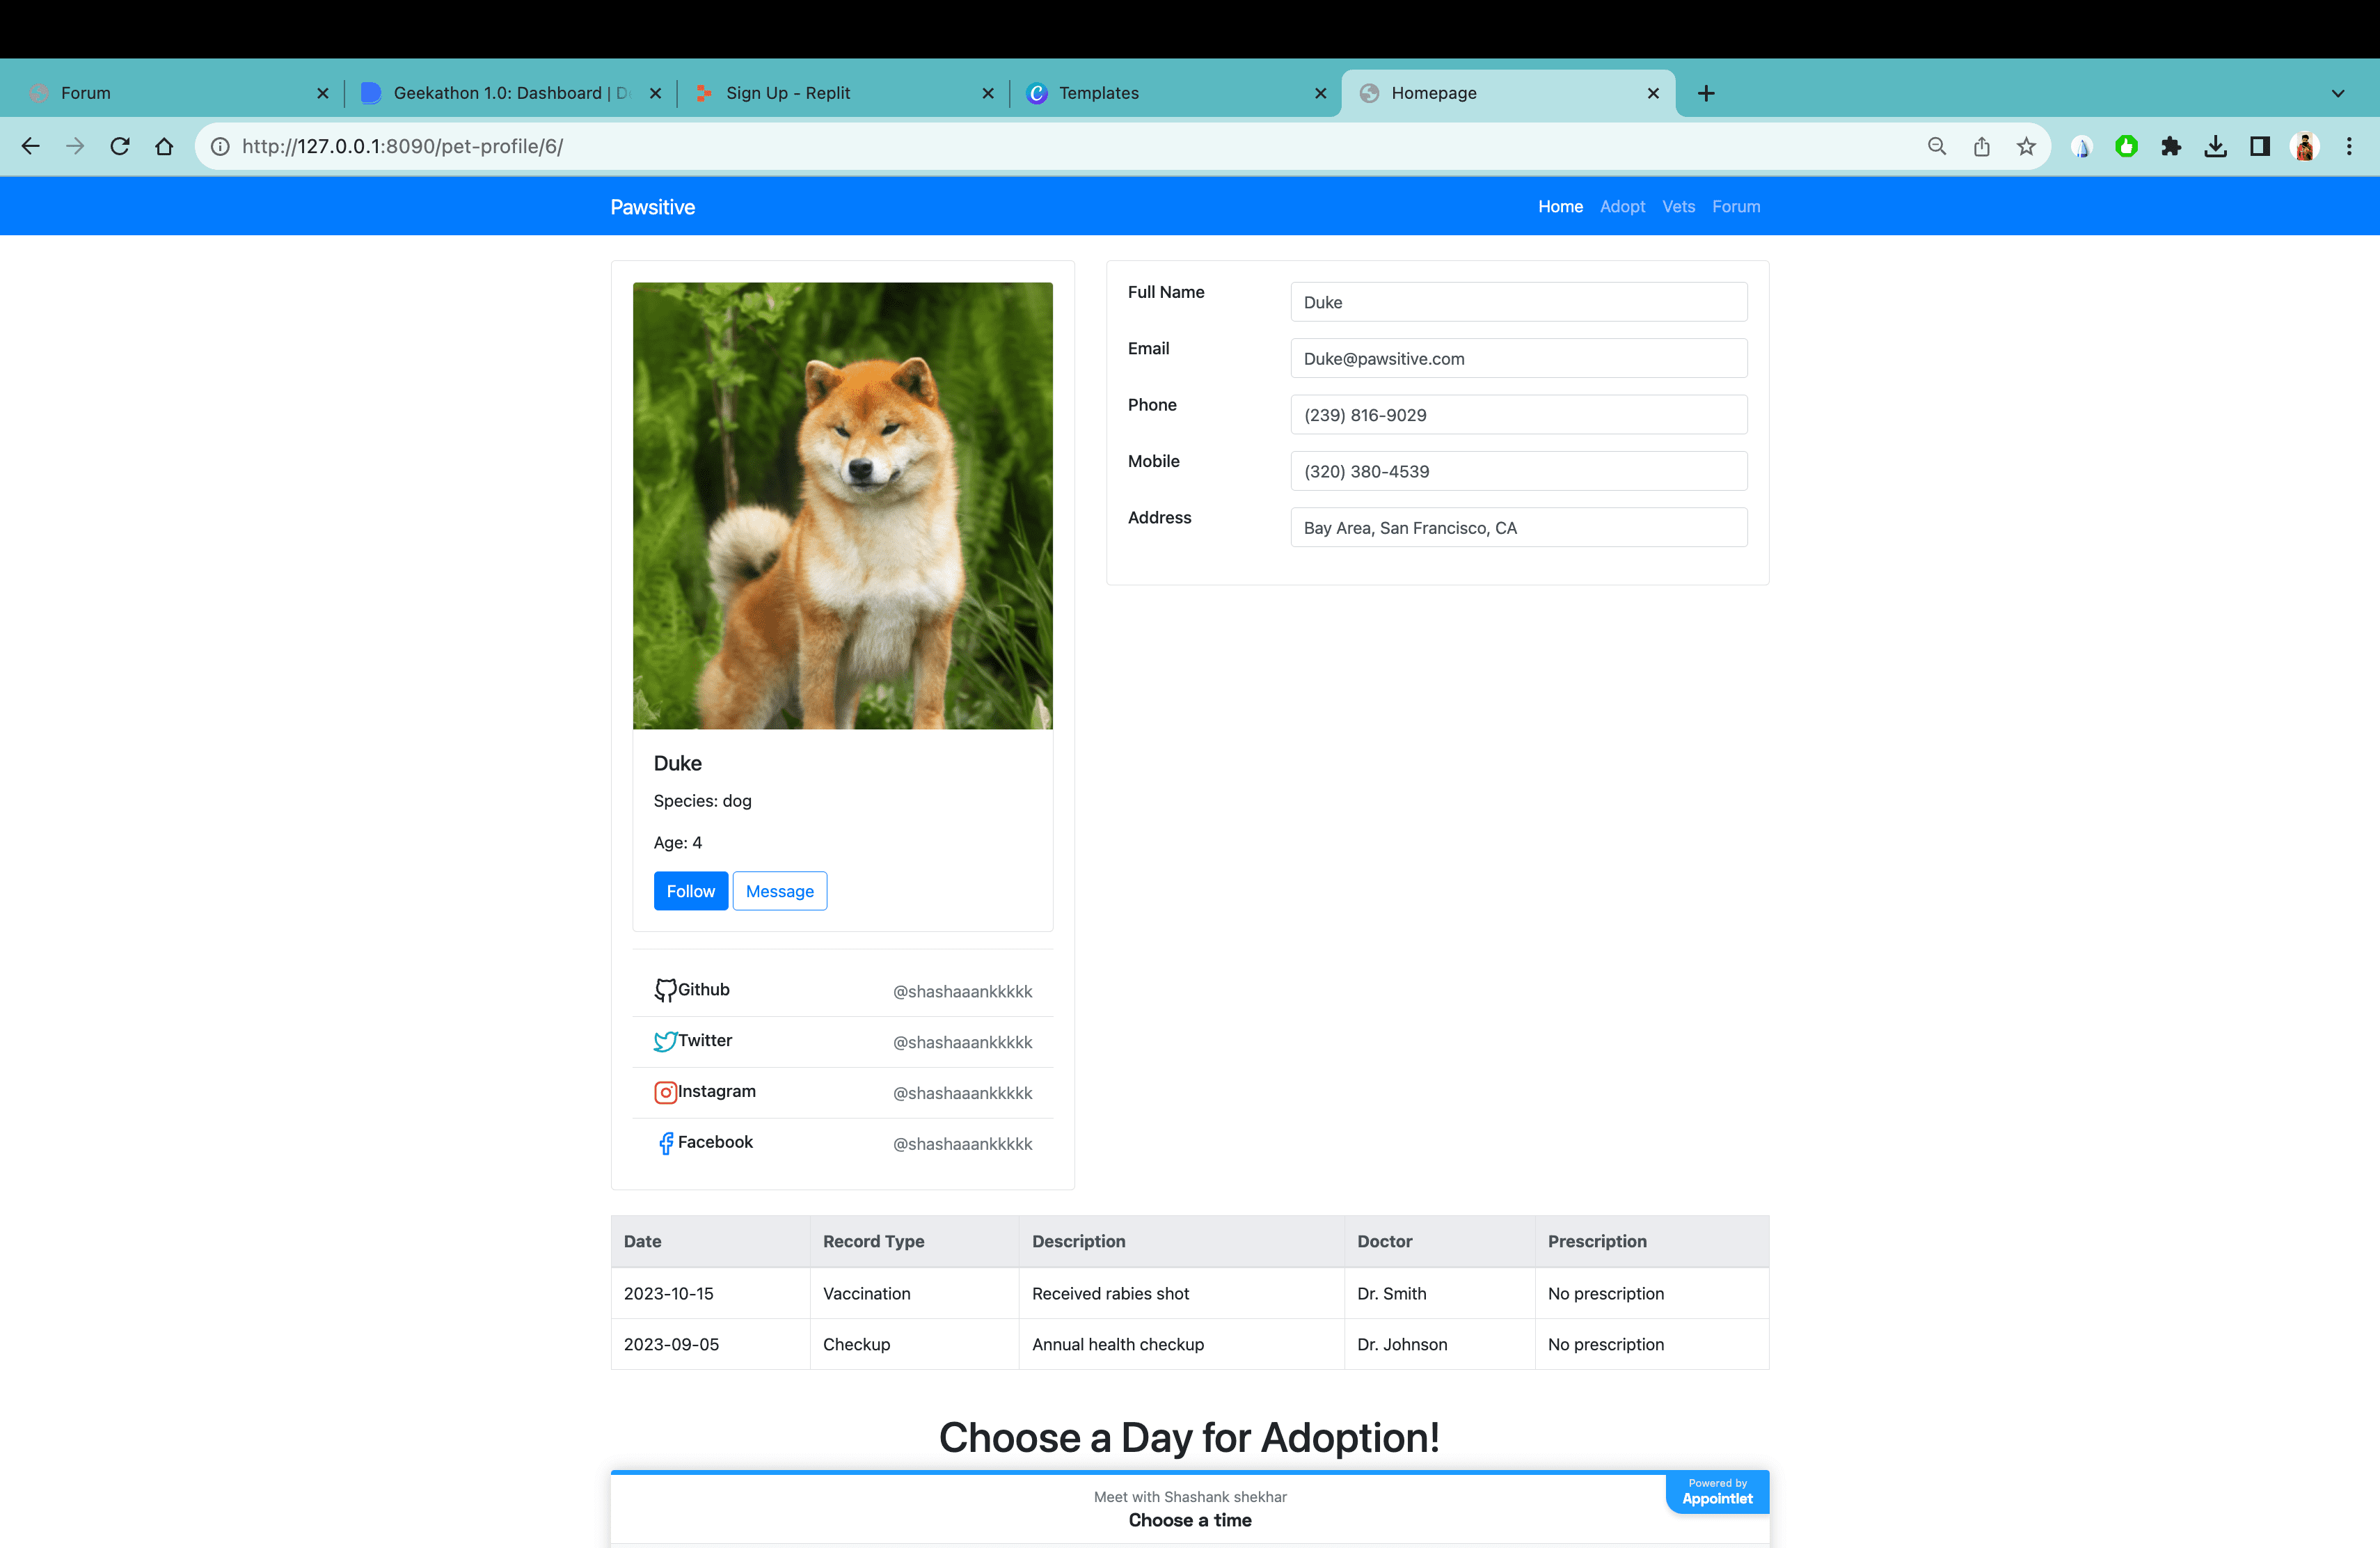 Forum
Geekathon 1.0: Dashboard | D
Sign Up - Replit
Templates
Homepage
http://127.0.0.1:8090/pet-profile/6/
Pawsitive
Home Adopt Vets Forum
Full Name Duke
Email Duke@pawsitive.com
Phone (239) 816-9029
Mobile (320) 380-4539
Address Bay Area, San Francisco, CA
Duke
Species: dog
Age: 4
Follow Message
Github @shashaaankkkkk
Twitter @shashaaankkkkk
Instagram @shashaaankkkkk
Facebook @shashaaankkkkk
Date Record Type Description Doctor Prescription
2023-10-15 Vaccination Received rabies shot Dr. Smith No prescription
2023-09-05 Checkup Annual health checkup Dr. Johnson No prescription
Choose a Day for Adoption!
Powered by
Appointlet
Meet with Shashank shekhar
Choose a time